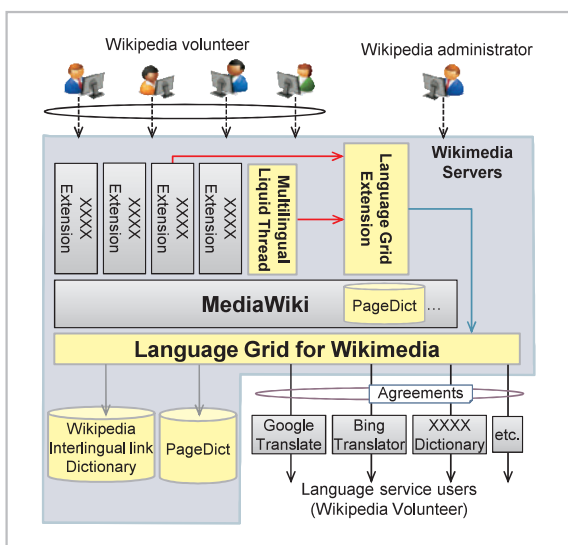 Wikipedia volunteer
Wikipedia administrator
Wikimedia
Servers
XXXX
Extension
XXXX
Extension
XXXX
Extension
XXXX
Extension
Multilingual
Liquid Thread
Language Grid
Extension
MediaWiki
PageDict
...
Language Grid for Wikimedia
Agreements
Wikipedia
Interlingual link
Dictionary
PageDict
Google
Translate
Bing
Translator
XXXX
Dictionary
etc.
Language service users
(Wikipedia Volunteer)